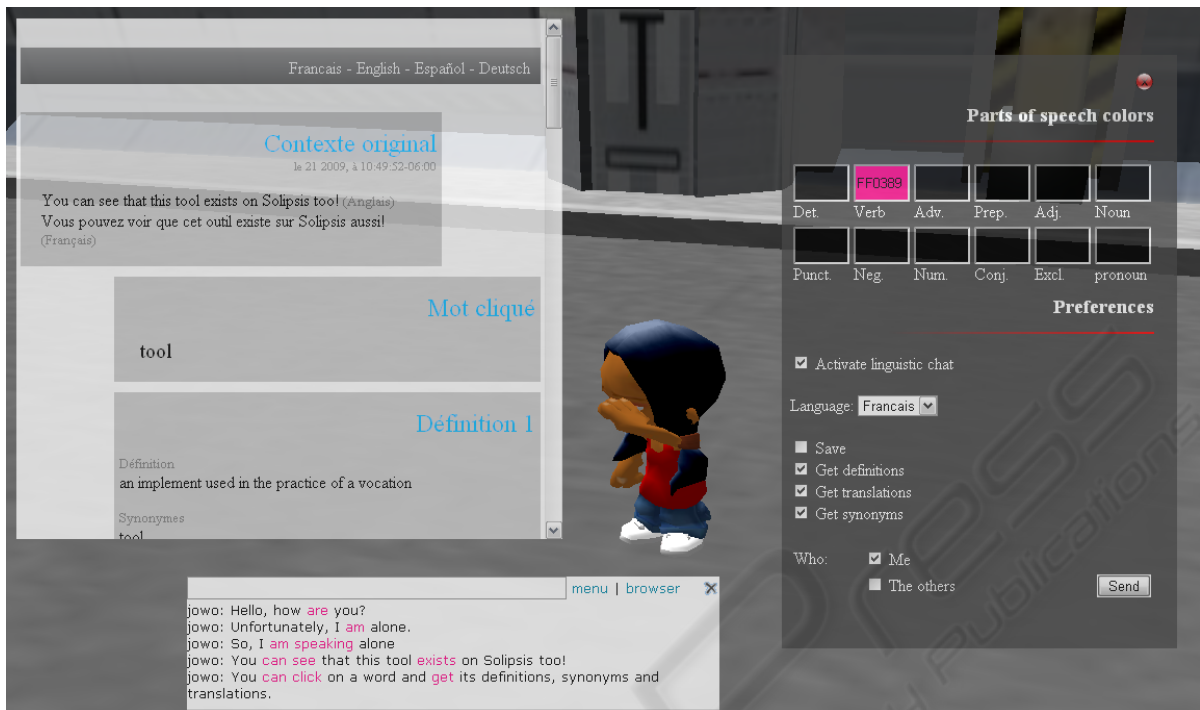 Francais - English - Español - Deutsch
Contexte original
le 21 2009, à 10:49:52-06:00
You can see that this tool exists on Solipsis too! (Anglais)
Vous pouvez voir que cet outil existe sur Solipsis aussi!
(Français)
Mot cliqué
tool
Définition 1
Définition
an implement used in the practice of a vocation
Synonymes
tool
Parts of speech colors
FF0389
Det. Verb Adv. Prep. Adj. Noun
Punct. Neg. Num. Conj. Excl. pronoun
Preferences
Activate linguistic chat
Language: Francais
Save
Get definitions
Get translations
Get synonyms
Who: Me
The others
Send
menu | browser
jowo: Hello, how are you?
jowo: Unfortunately, I am alone.
jowo: So, I am speaking alone
jowo: You can see that this tool exists on Solipsis too!
jowo: You can click on a word and get its definitions, synonyms and
translations.